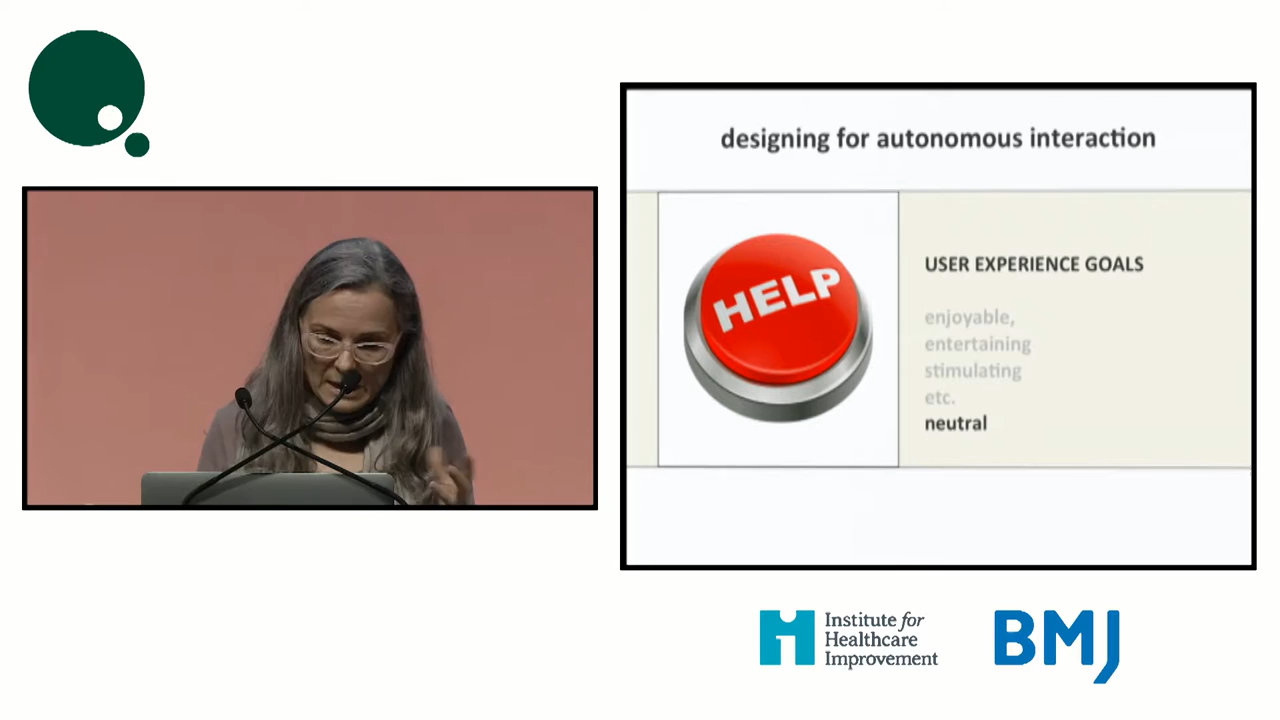 designing for autonomous interaction
HELP
USER EXPERIENCE GOALS
enjoyable,
entertaining
stimulating
etc.
neutral
Institute for
Healthcare
Improvement
BMJ